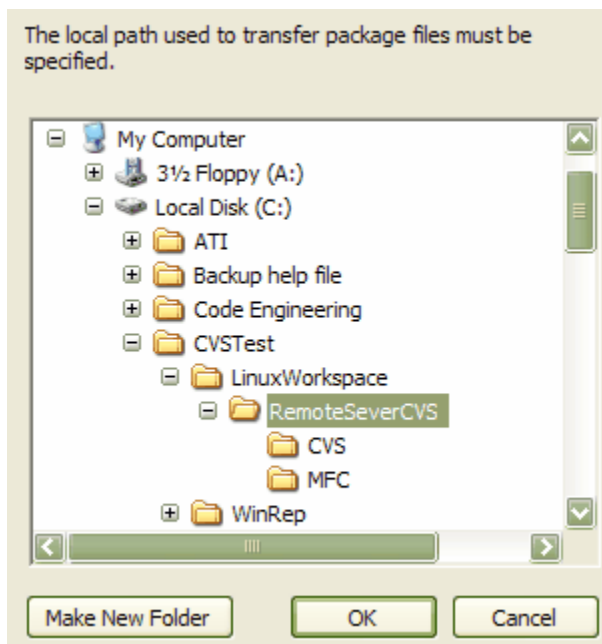 The local path used to transfer package files must be
specified.
My Computer
3½ Floppy (A:)
Local Disk (C:)
ATI
Backup help file
Code Engineering
CVSTest
LinuxWorkspace
RemoteSeverCVS
CVS
MFC
WinRep
Make New Folder OK Cancel